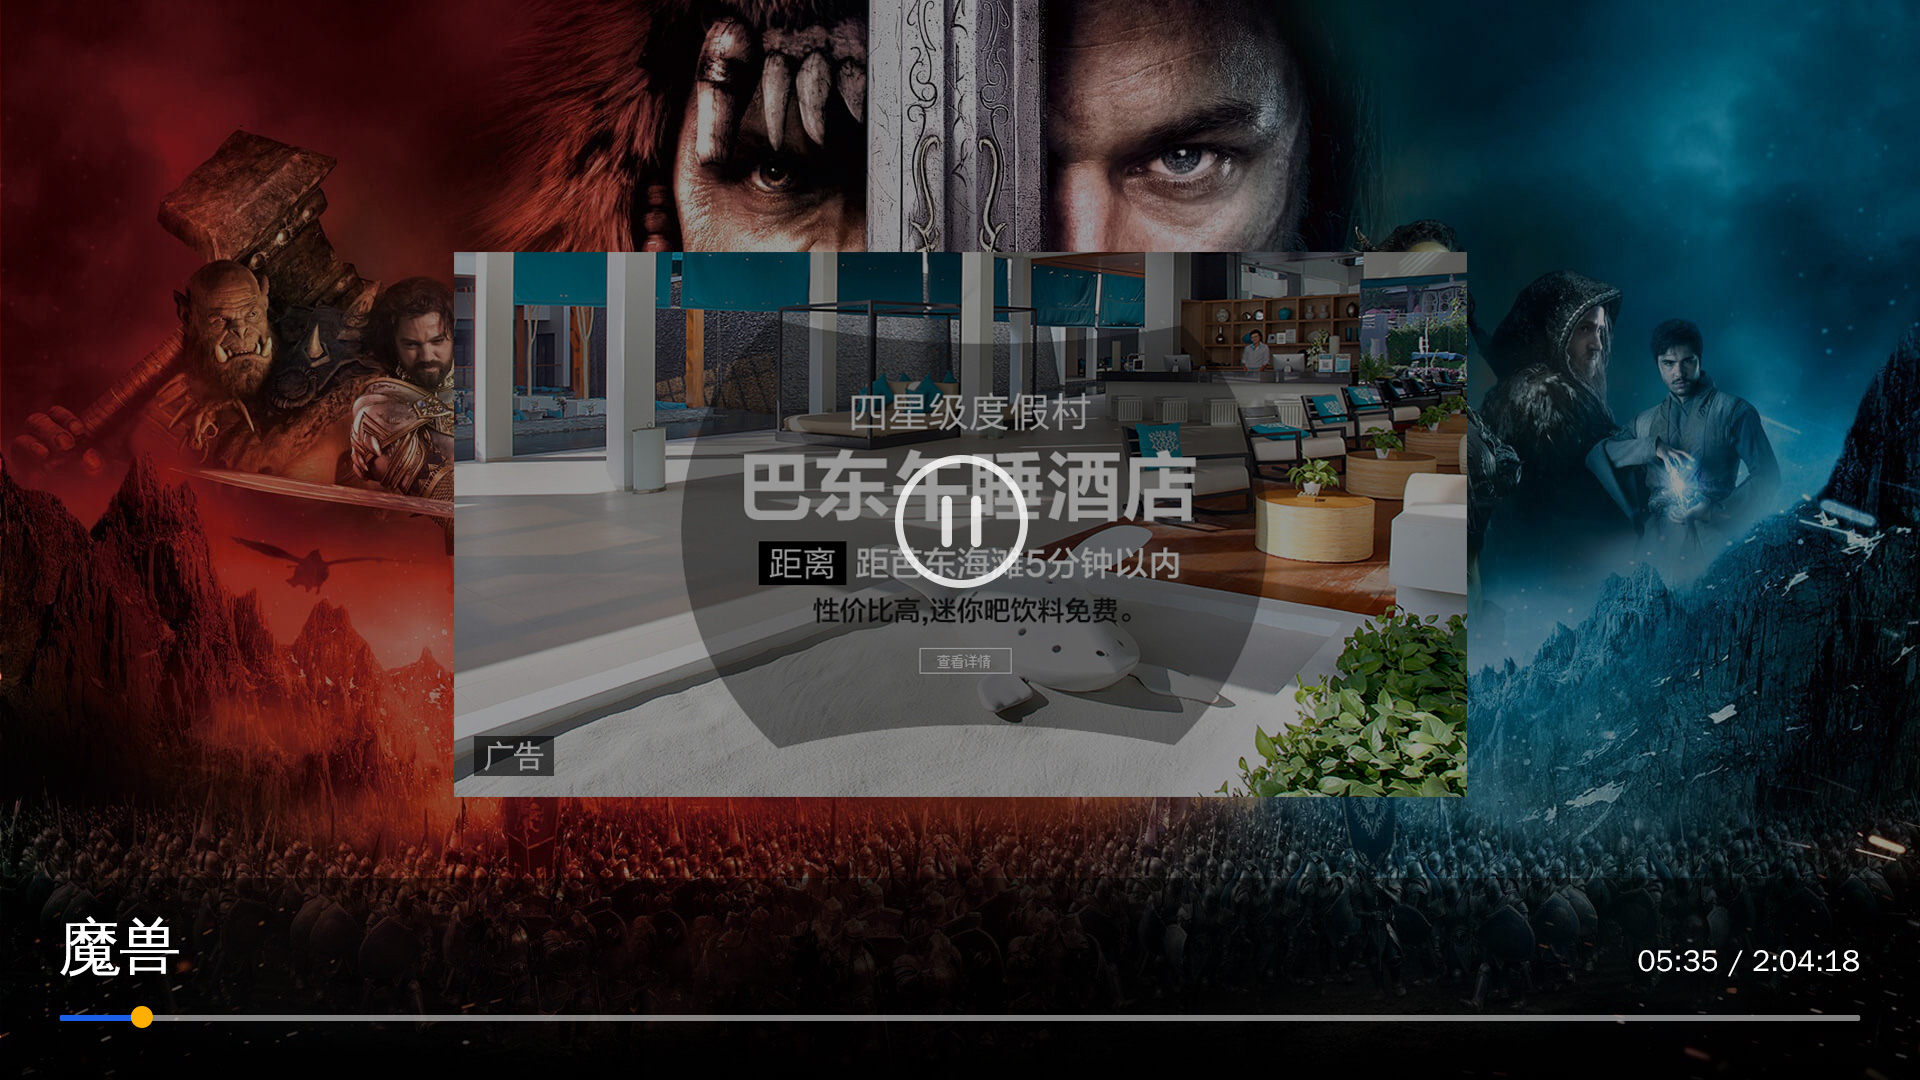 四星级度假村
巴东午睡酒店
距离 距芭东海滩5分钟以内
性价比高,迷你吧饮料免费。
查看详情
广告
魔兽
05:35 / 2:04:18